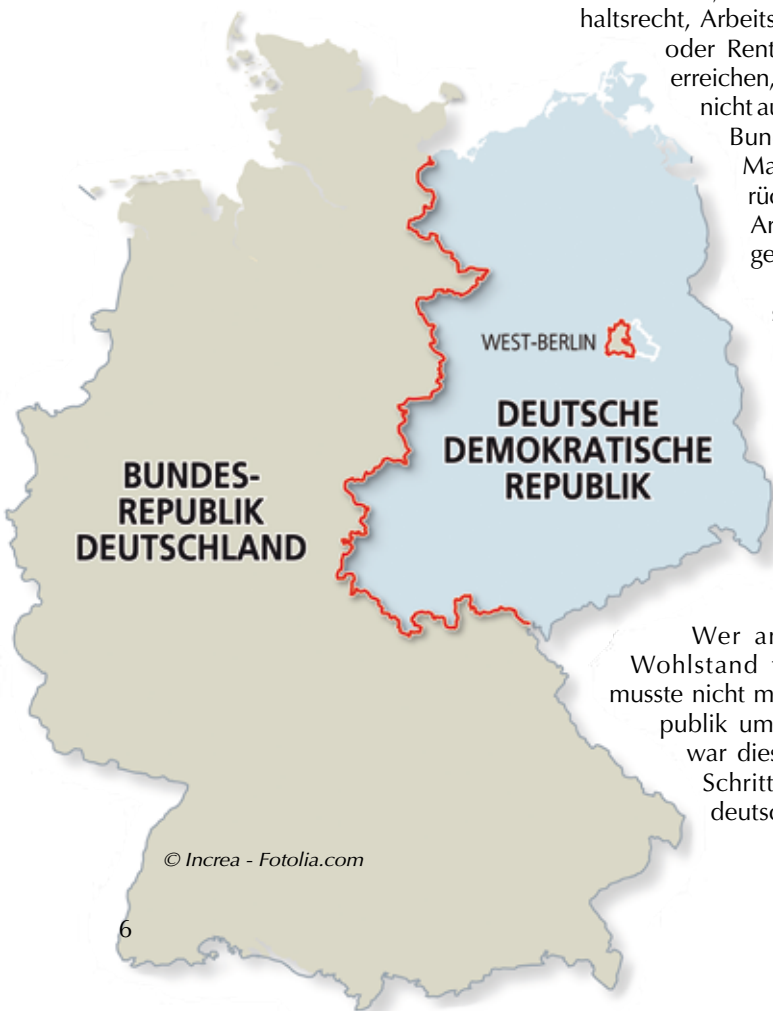 haltsrecht, Arbeits
oder Rent
erreichen,
nicht au
Bun
Ma
rüc
Ar
ge
WEST-BERLIN
DEUTSCHE
DEMOKRATISCHE
REPUBLIK
BUNDES-
REPUBLIK
DEUTSCHLAND
Wer an
Wohlstand
musste nicht m
publik um
war dies
Schritt
deutsc
© Increa - Fotolia.com
6